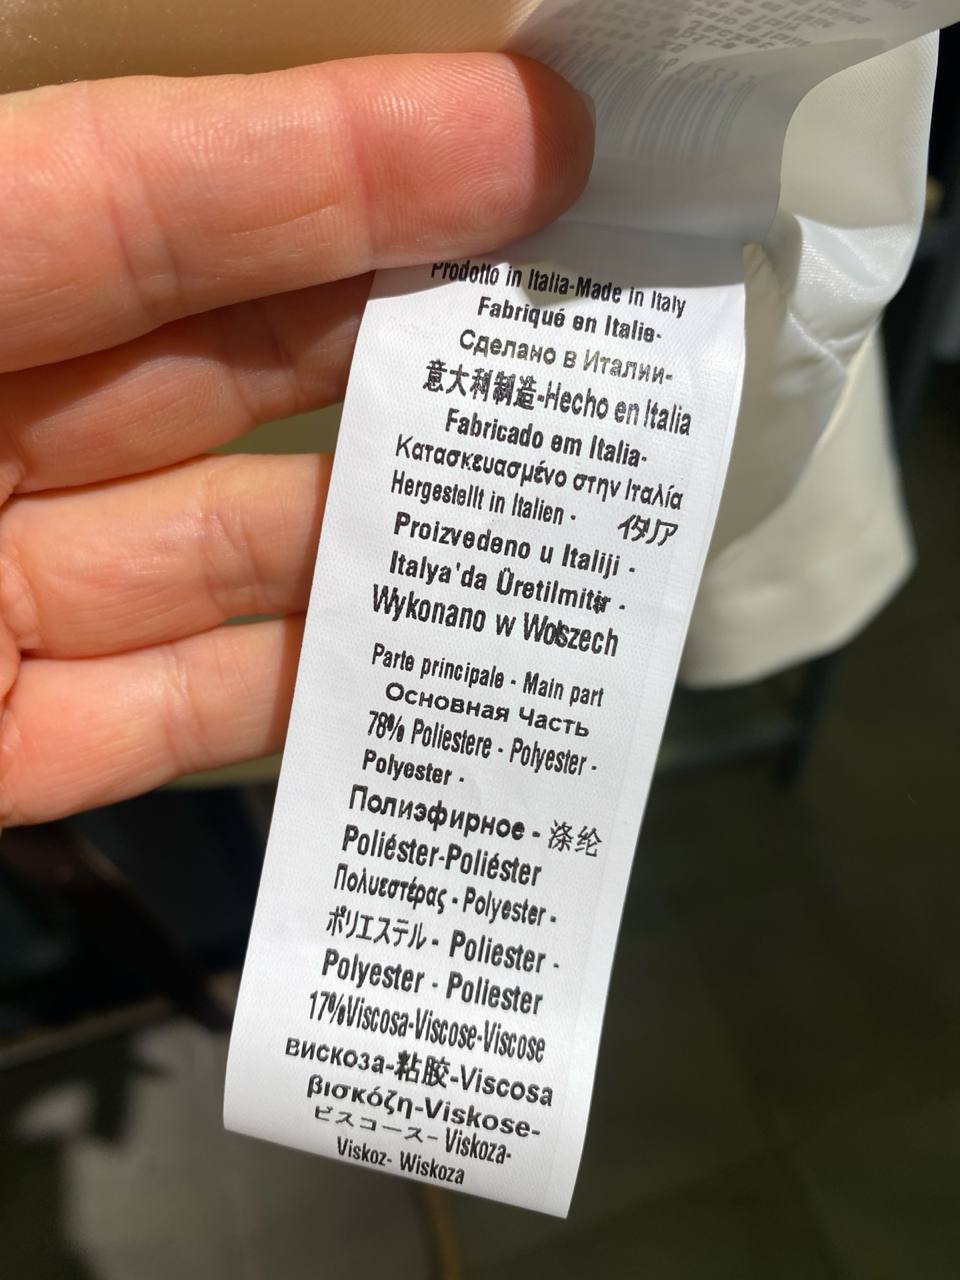 Prodotto in Italia-Made in Italy
Fabriqué en Italie-
Сделано в Италии-
意大利制造-Hecho en Italia
Fabricado em Italia-
Κατασκευασμένο στην Ιταλία
Hergestellt in Italien - イタリア
Proizvedeno u Italiji -
Italya'da Üretilmitir -
Wykonano w Wolszech
Parte principale - Main part
Основная Часть
78% Poliestere - Polyester -
Polyester -
Полиэфирное - 涤纶
Poliéster-Poliéster
Πολυεστέρας - Polyester -
ポリエステル - Poliester -
Polyester - Poliester
17%Viscosa-Viscose-Viscose
вискоза-粘胶-Viscosa
βισκόζη-Viskose-
ビスコース- Viskoza-
Viskoz- Wiskoza